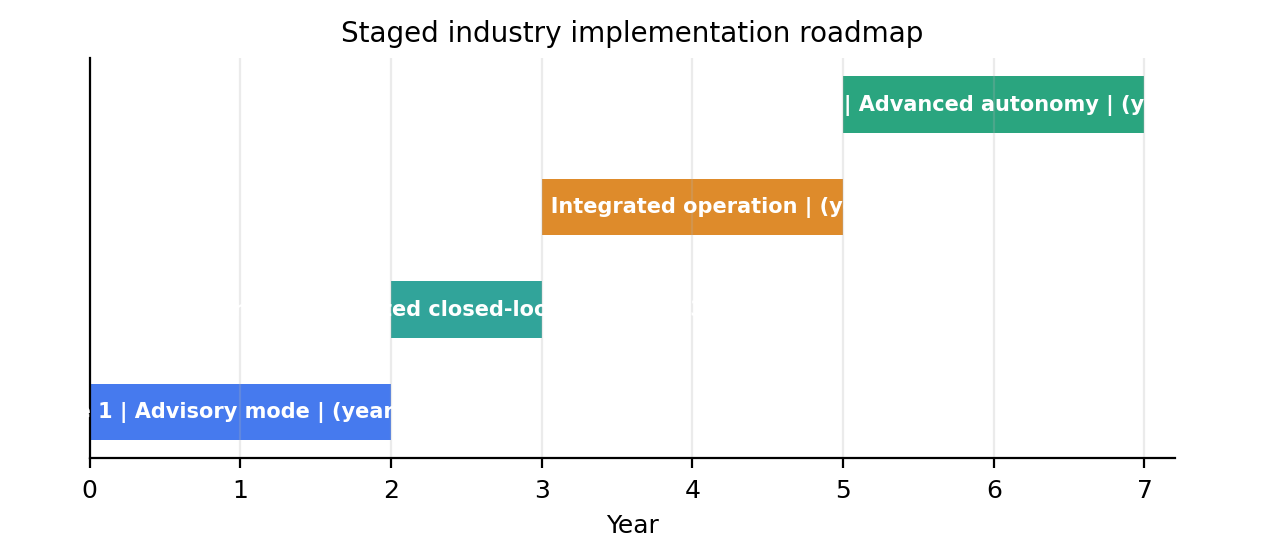 Staged industry implementation roadmap
| Advanced autonomy | (y
Integrated operation | (y
closed-loo
1 | Advisory mode | (year
0 1 2 3 4 5 6 7
Year